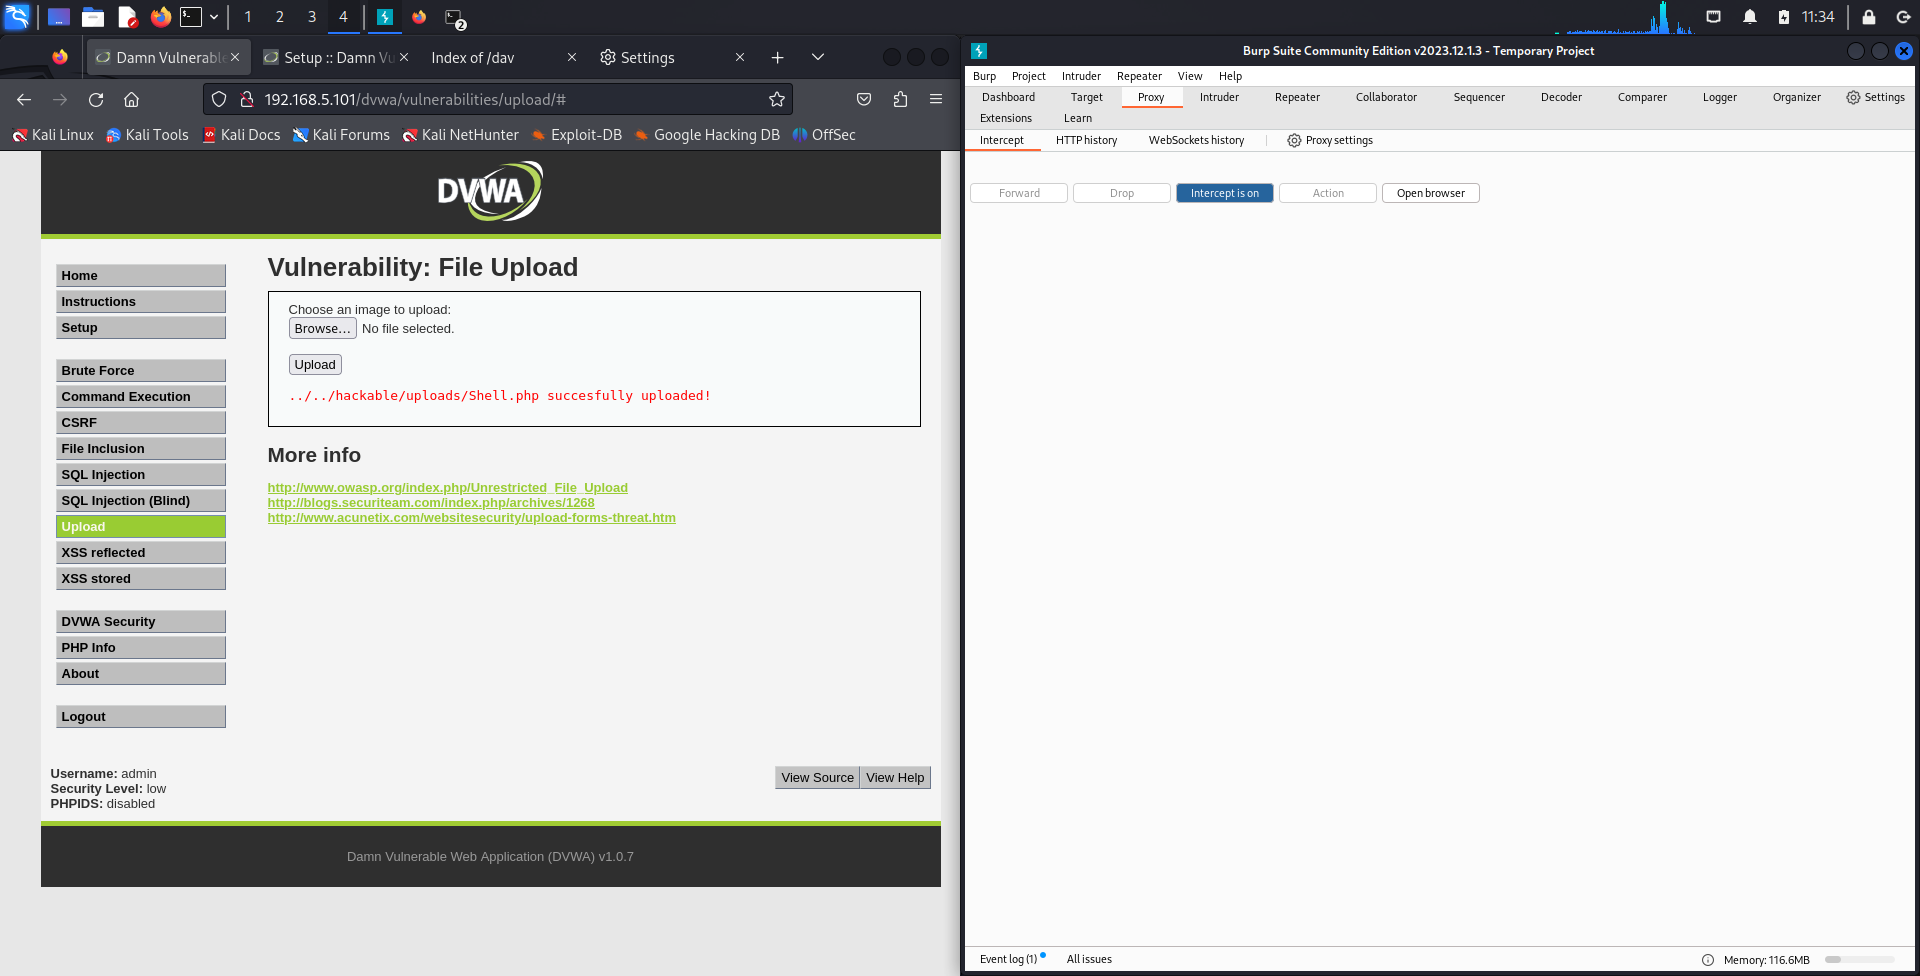 1 2 3 4 2 11:34
Damn Vulnerable
Setup :: Damn Vu
Index of /dav
Settings
192.168.5.101/dvwa/vulnerabilities/upload/#
Kali Linux Kali Tools Kali Docs Kali Forums Kali NetHunter Exploit-DB Google Hacking DB OffSec
DVWA
Home
Instructions
Setup
Brute Force
Command Execution
CSRF
File Inclusion
SQL Injection
SQL Injection (Blind)
Upload
XSS reflected
XSS stored
DVWA Security
PHP Info
About
Logout
Vulnerability: File Upload
Choose an image to upload:
Browse... No file selected.
Upload
../../hackable/uploads/Shell.php succesfully uploaded!
More info
http://www.owasp.org/index.php/Unrestricted_File_Upload
http://blogs.securiteam.com/index.php/archives/1268
http://www.acunetix.com/websitesecurity/upload-forms-threat.htm
Username: admin
Security Level: low
PHPIDS: disabled
View Source View Help
Damn Vulnerable Web Application (DVWA) v1.0.7
Burp Suite Community Edition v2023.12.1.3 - Temporary Project
Burp Project Intruder Repeater View Help
Dashboard Target Proxy Intruder Repeater Collaborator Sequencer Decoder Comparer Logger Organizer Settings
Extensions Learn
Intercept HTTP history WebSockets history Proxy settings
Forward Drop Intercept is on Action Open browser
Event log (1) All issues Memory: 116.6MB